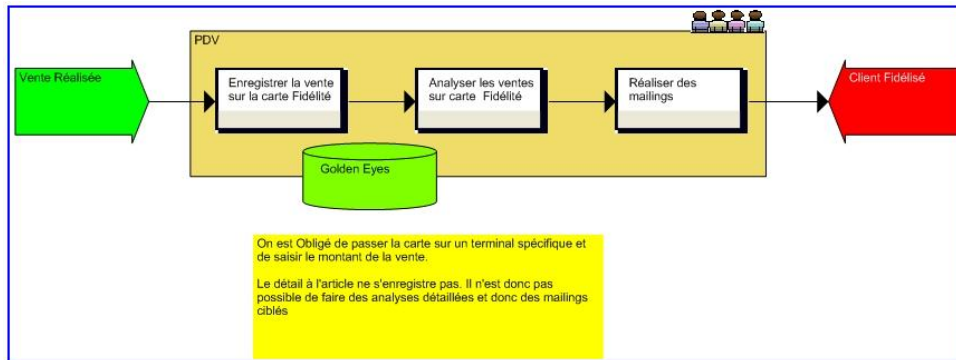 PDV
Vente Réalisée
Enregistrer la vente
sur la carte Fidélité
Analyser les ventes
sur carte Fidélité
Réaliser des
mailings
Client Fidélisé
Golden Eyes
On est Obligé de passer la carte sur un terminal spécifique et
de saisir le montant de la vente.
Le détail à l'article ne s'enregistre pas. Il n'est donc pas
possible de faire des analyses détaillées et donc des mailings
ciblés